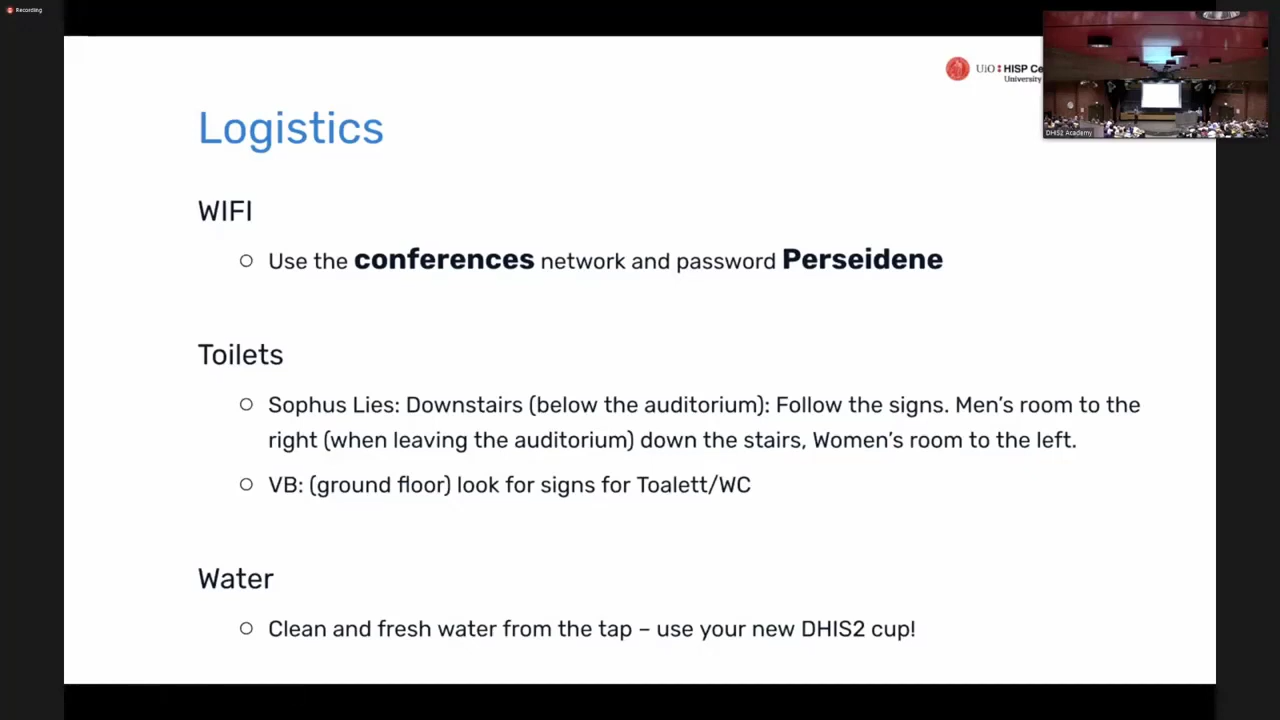 Recording
UiO HISP Ce
University
DHIS2 Academy
Logistics
WIFI
Use the conferences network and password Perseidene
Toilets
Sophus Lies: Downstairs (below the auditorium): Follow the signs. Men's room to the
right (when leaving the auditorium) down the stairs, Women's room to the left.
VB: (ground floor) look for signs for Toalett/WC
Water
Clean and fresh water from the tap – use your new DHIS2 cup!